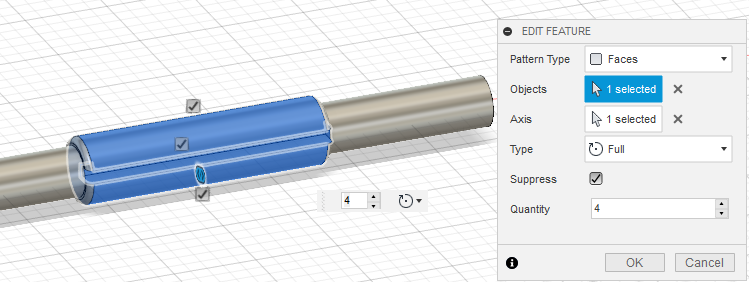 EDIT FEATURE
Pattern Type Faces
Objects 1 selected
Axis 1 selected
Type Full
Suppress
Quantity 4
4
OK Cancel